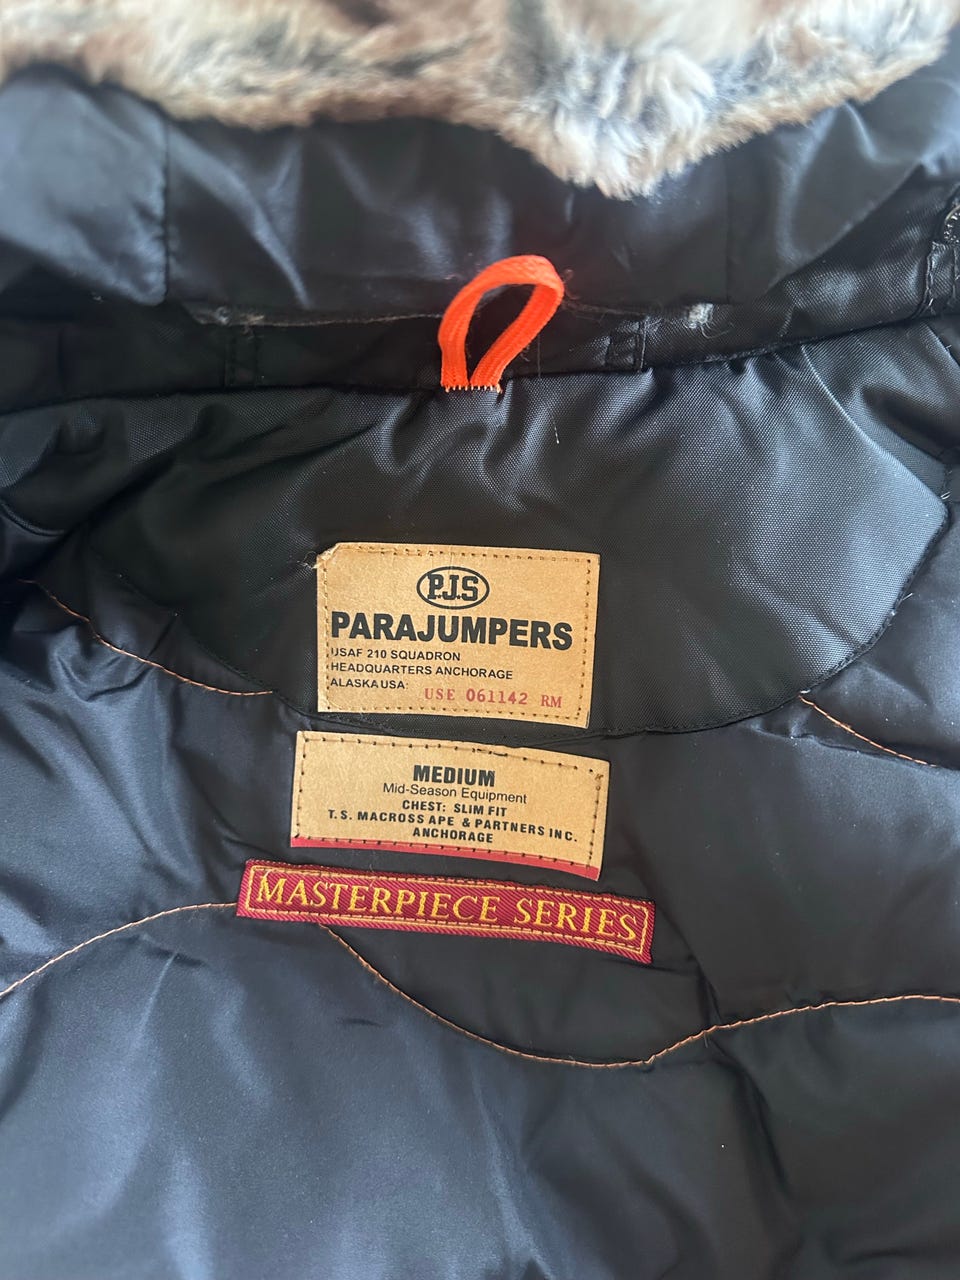 P.J.S
PARAJUMPERS
USAF 210 SQUADRON
HEADQUARTERS ANCHORAGE
ALASKA USA: USE 061142 RM
MEDIUM
Mid-Season Equipment
CHEST: SLIM FIT
T.S. MACROSS APE & PARTNERS INC.
ANCHORAGE
MASTERPIECE SERIES